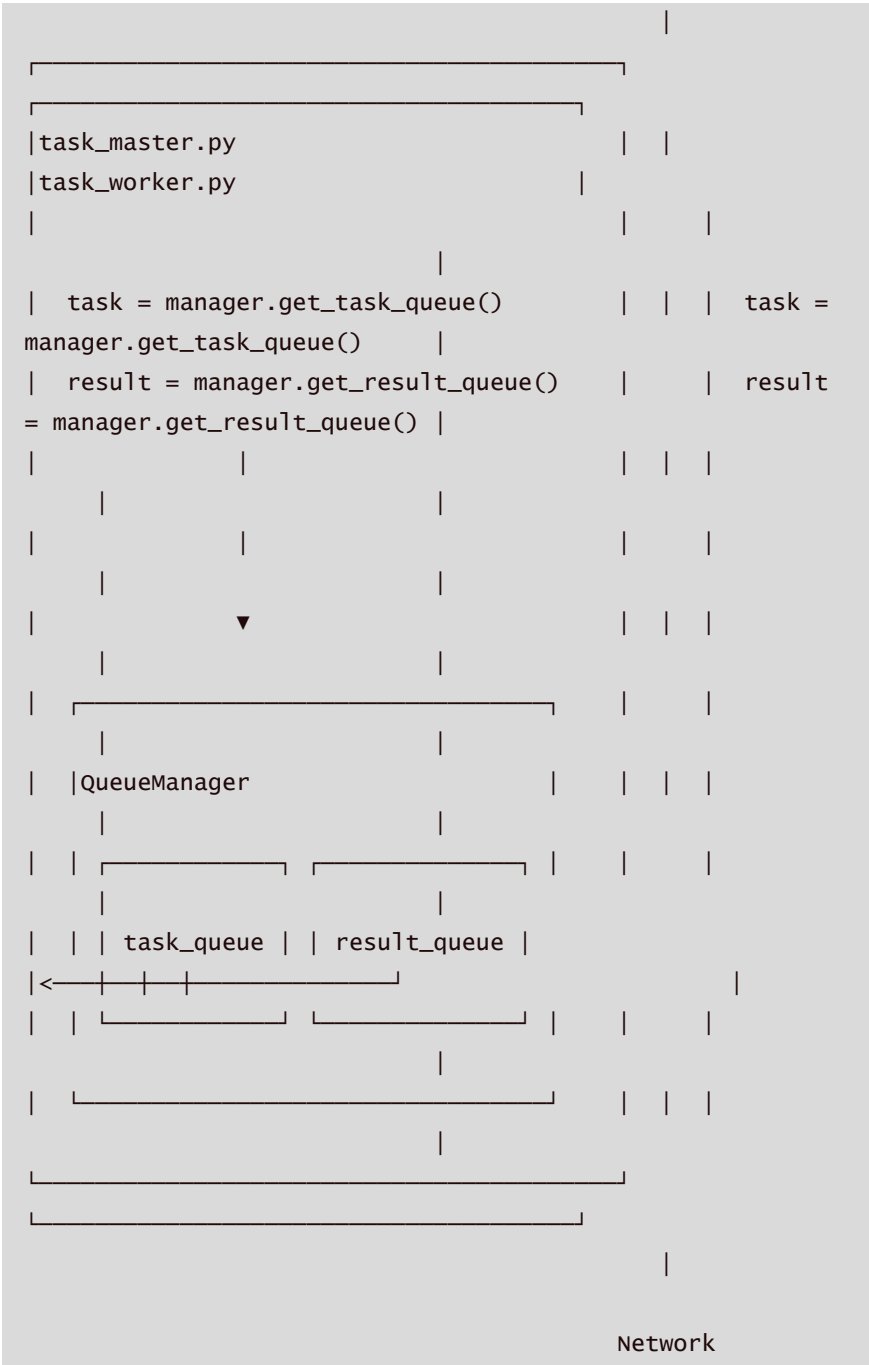 │
┌─────────────────────────────────────────┐
┌──────────────────────────────────────┐
│task_master.py                           │  │
│task_worker.py                        │
│                                         │     │
                             │
│  task = manager.get_task_queue()        │  │  │  task =
manager.get_task_queue()     │
│  result = manager.get_result_queue()    │     │  result
= manager.get_result_queue() │
│              │                          │  │  │
     │                       │
│              │                          │     │
     │                       │
│              ▼                          │  │  │
     │                       │
│  ┌─────────────────────────────────┐    │     │
     │                       │
│  │QueueManager                     │    │  │  │
     │                       │
│  │ ┌────────────┐ ┌──────────────┐ │    │     │
     │                       │
│  │ │ task_queue │ │ result_queue │
│<───┼──┼──┼──────────────┘                       │
│  │ └────────────┘ └──────────────┘ │    │     │
                             │
│  └─────────────────────────────────┘    │  │  │
                             │
└─────────────────────────────────────────┘
└──────────────────────────────────────┘
                                             │

                                          Network